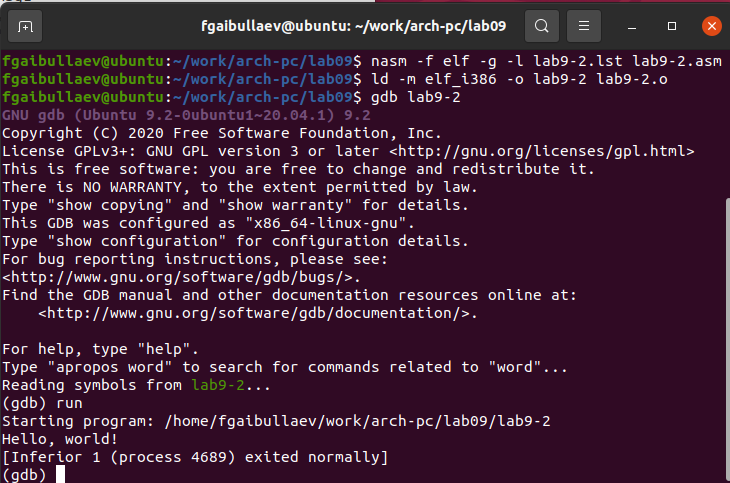 fgaibullaev@ubuntu: ~/work/arch-pc/lab09
fgaibullaev@ubuntu:~/work/arch-pc/lab09$ nasm -f elf -g -l lab9-2.lst lab9-2.asm
fgaibullaev@ubuntu:~/work/arch-pc/lab09$ ld -m elf_i386 -o lab9-2 lab9-2.o
fgaibullaev@ubuntu:~/work/arch-pc/lab09$ gdb lab9-2
GNU gdb (Ubuntu 9.2-0ubuntu1~20.04.1) 9.2
Copyright (C) 2020 Free Software Foundation, Inc.
License GPLv3+: GNU GPL version 3 or later <http://gnu.org/licenses/gpl.html>
This is free software: you are free to change and redistribute it.
There is NO WARRANTY, to the extent permitted by law.
Type "show copying" and "show warranty" for details.
This GDB was configured as "x86_64-linux-gnu".
Type "show configuration" for configuration details.
For bug reporting instructions, please see:
<http://www.gnu.org/software/gdb/bugs/>.
Find the GDB manual and other documentation resources online at:
    <http://www.gnu.org/software/gdb/documentation/>.

For help, type "help".
Type "apropos word" to search for commands related to "word"...
Reading symbols from lab9-2...
(gdb) run
Starting program: /home/fgaibullaev/work/arch-pc/lab09/lab9-2
Hello, world!
[Inferior 1 (process 4689) exited normally]
(gdb)